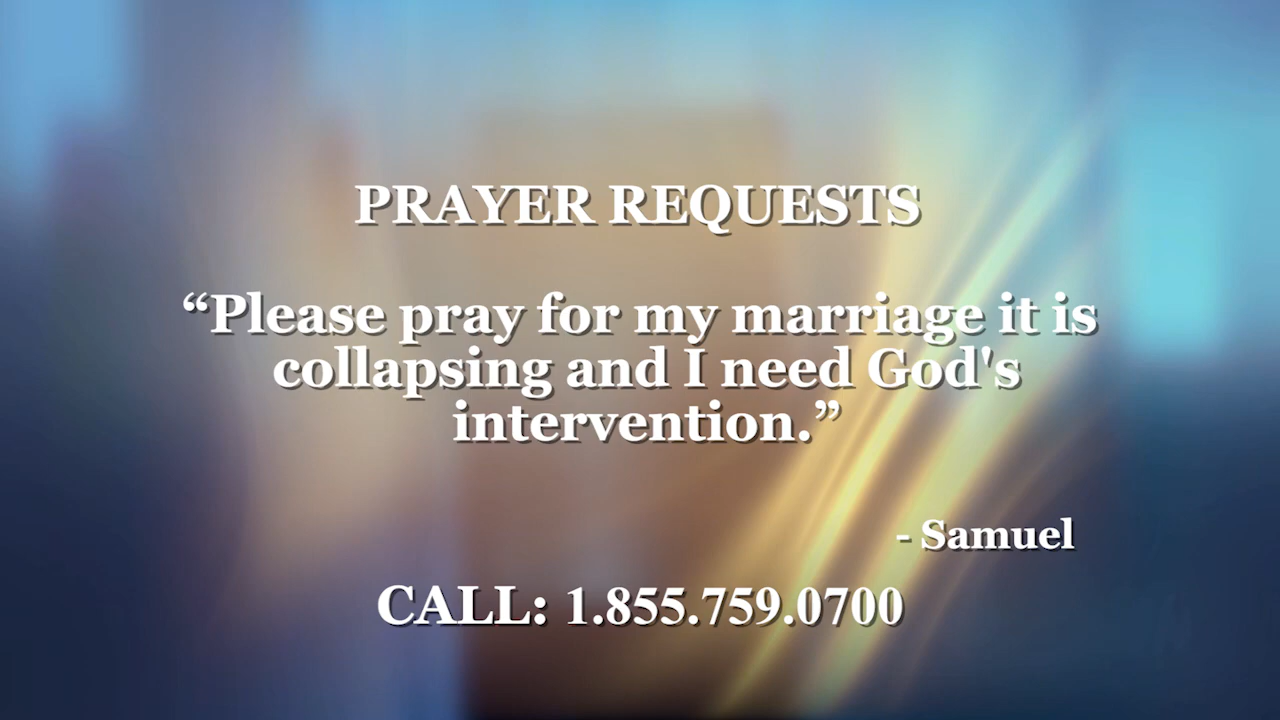 PRAYER REQUESTS
“Please pray for my marriage it is
collapsing and I need God's
intervention.”
- Samuel
CALL: 1.855.759.0700